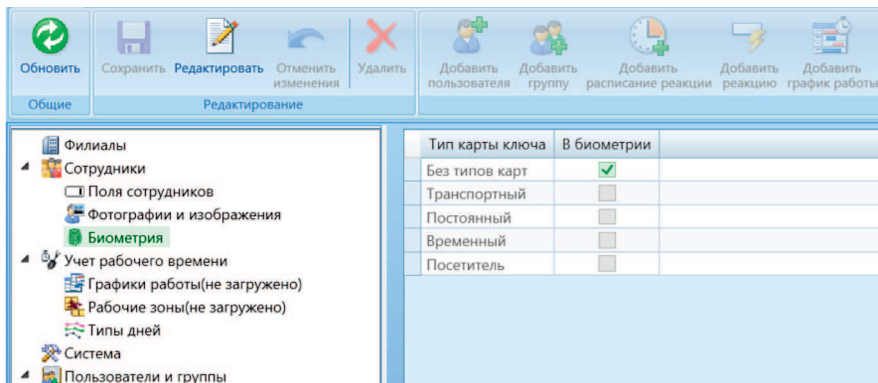 Обновить Сохранить Редактировать Отменить изменения Удалить Добавить пользователя Добавить группу Добавить расписание реакции Добавить реакцию Добавить график работы
Общие Редактирование
Филиалы
Сотрудники
Поля сотрудников
Фотографии и изображения
Биометрия
Учет рабочего времени
Графики работы(не загружено)
Рабочие зоны(не загружено)
Типы дней
Система
Пользователи и группы
Тип карты ключа В биометрии
Без типов карт
Транспортный
Постоянный
Временный
Посетитель